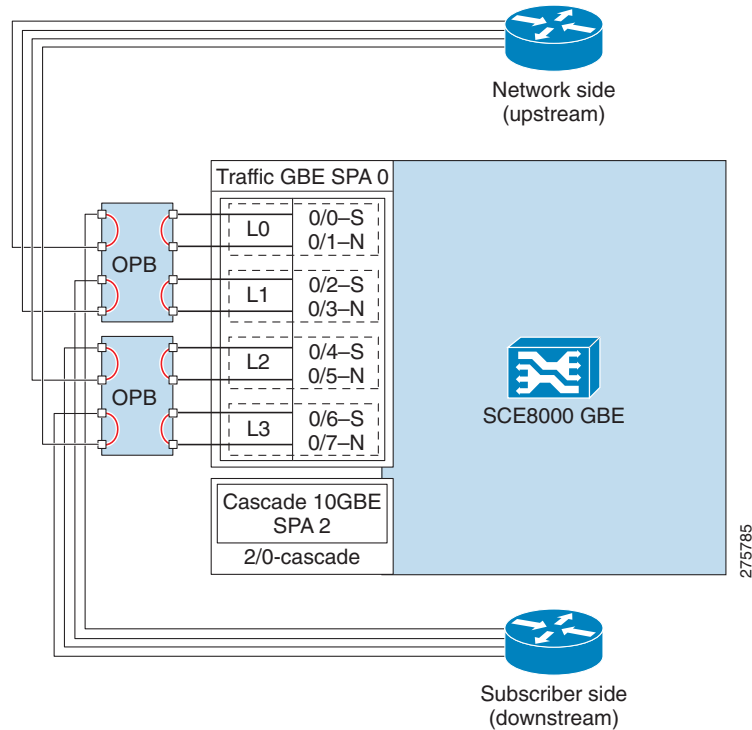 Network side
(upstream)
Traffic GBE SPA 0
L0
0/0–S
0/1–N
OPB
L1
0/2–S
0/3–N
L2
0/4–S
0/5–N
OPB
L3
0/6–S
0/7–N
SCE8000 GBE
Cascade 10GBE
SPA 2
2/0-cascade
275785
Subscriber side
(downstream)